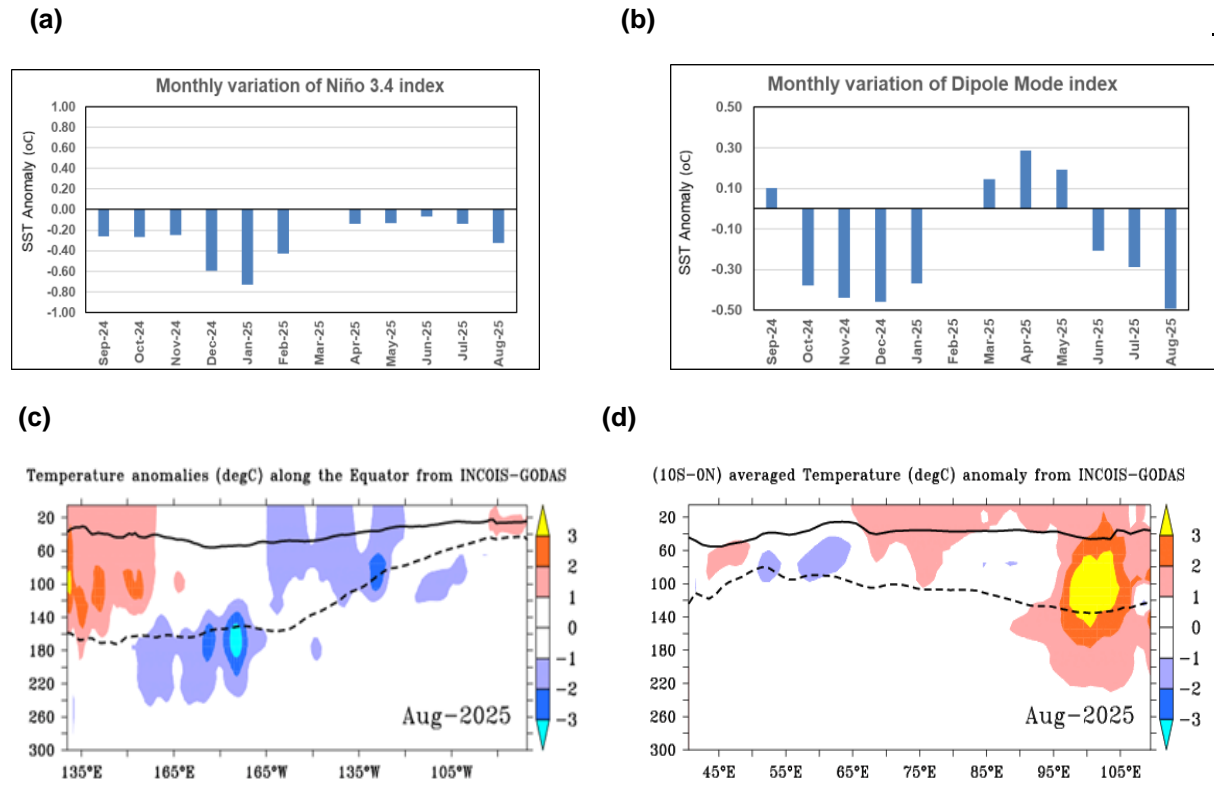 (a)
(b)
Monthly variation of Niño 3.4 index
SST Anomaly (oC)
1.00
0.80
0.60
0.40
0.20
0.00
-0.20
-0.40
-0.60
-0.80
-1.00
Sep-24 Oct-24 Nov-24 Dec-24 Jan-25 Feb-25 Mar-25 Apr-25 May-25 Jun-25 Jul-25 Aug-25
Monthly variation of Dipole Mode index
SST Anomaly (oC)
0.50
0.30
0.10
-0.10
-0.30
-0.50
Sep-24 Oct-24 Nov-24 Dec-24 Jan-25 Feb-25 Mar-25 Apr-25 May-25 Jun-25 Jul-25 Aug-25
(c)
(d)
Temperature anomalies (degC) along the Equator from INCOIS-GODAS
20
60
100
140
180
220
260
300
135°E 165°E 165°W 135°W 105°W
Aug-2025
3
2
1
0
-1
-2
-3
(10S-0N) averaged Temperature (degC) anomaly from INCOIS-GODAS
20
60
100
140
180
220
260
300
45°E 55°E 65°E 75°E 85°E 95°E 105°E
Aug-2025
3
2
1
0
-1
-2
-3